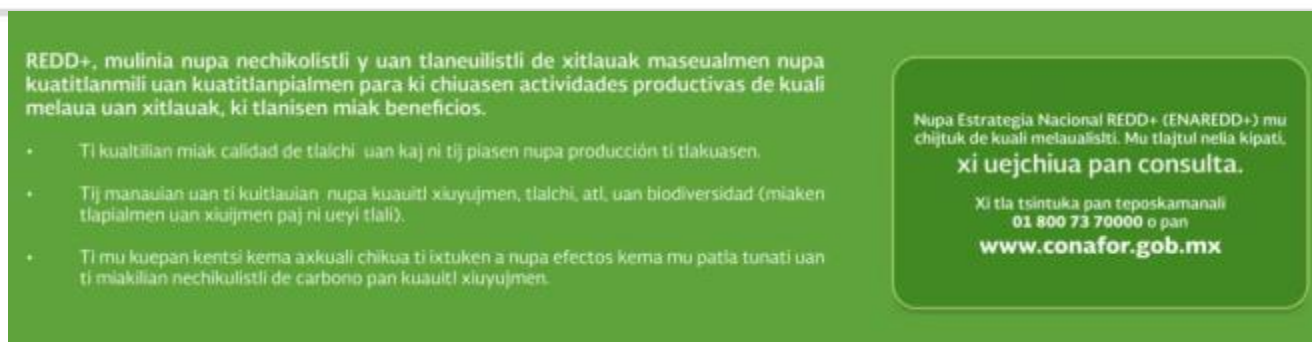 REDD+, mulinia nupa nechikolistli y uan tlaneuilistli de xitlauak maseualmen nupa
kuatitlanmili uan kuatitlanpialmen para ki chiuasen actividades productivas de kuali
melaua uan xitlauak, ki tlanisen miak beneficios.
• Ti kualtilian miak calidad de tlalchi uan kaj ni tij piasen nupa producción ti tlakuasen.
• Tij manauian uan ti kuitlauian nupa kuauitl xiuyujmen, tlalchi, atl, uan biodiversidad (miaken
tlapialmen uan xiuijmen paj ni ueyi tlali).
• Ti mu kuepan kentsi kema axkuali chikua ti ixtuken a nupa efectos kema mu patla tunati uan
ti miakilian nechikulistli de carbono pan kuauitl xiuyujmen.
Nupa Estrategia Nacional REDD+ (ENAREDD+) mu
chijtuk de kuali melaualislti. Mu tlajtul nelia kipati,
xi uejchiua pan consulta.
Xi tla tsintuka pan teposkamanali
01 800 73 70000 o pan
www.conafor.gob.mx